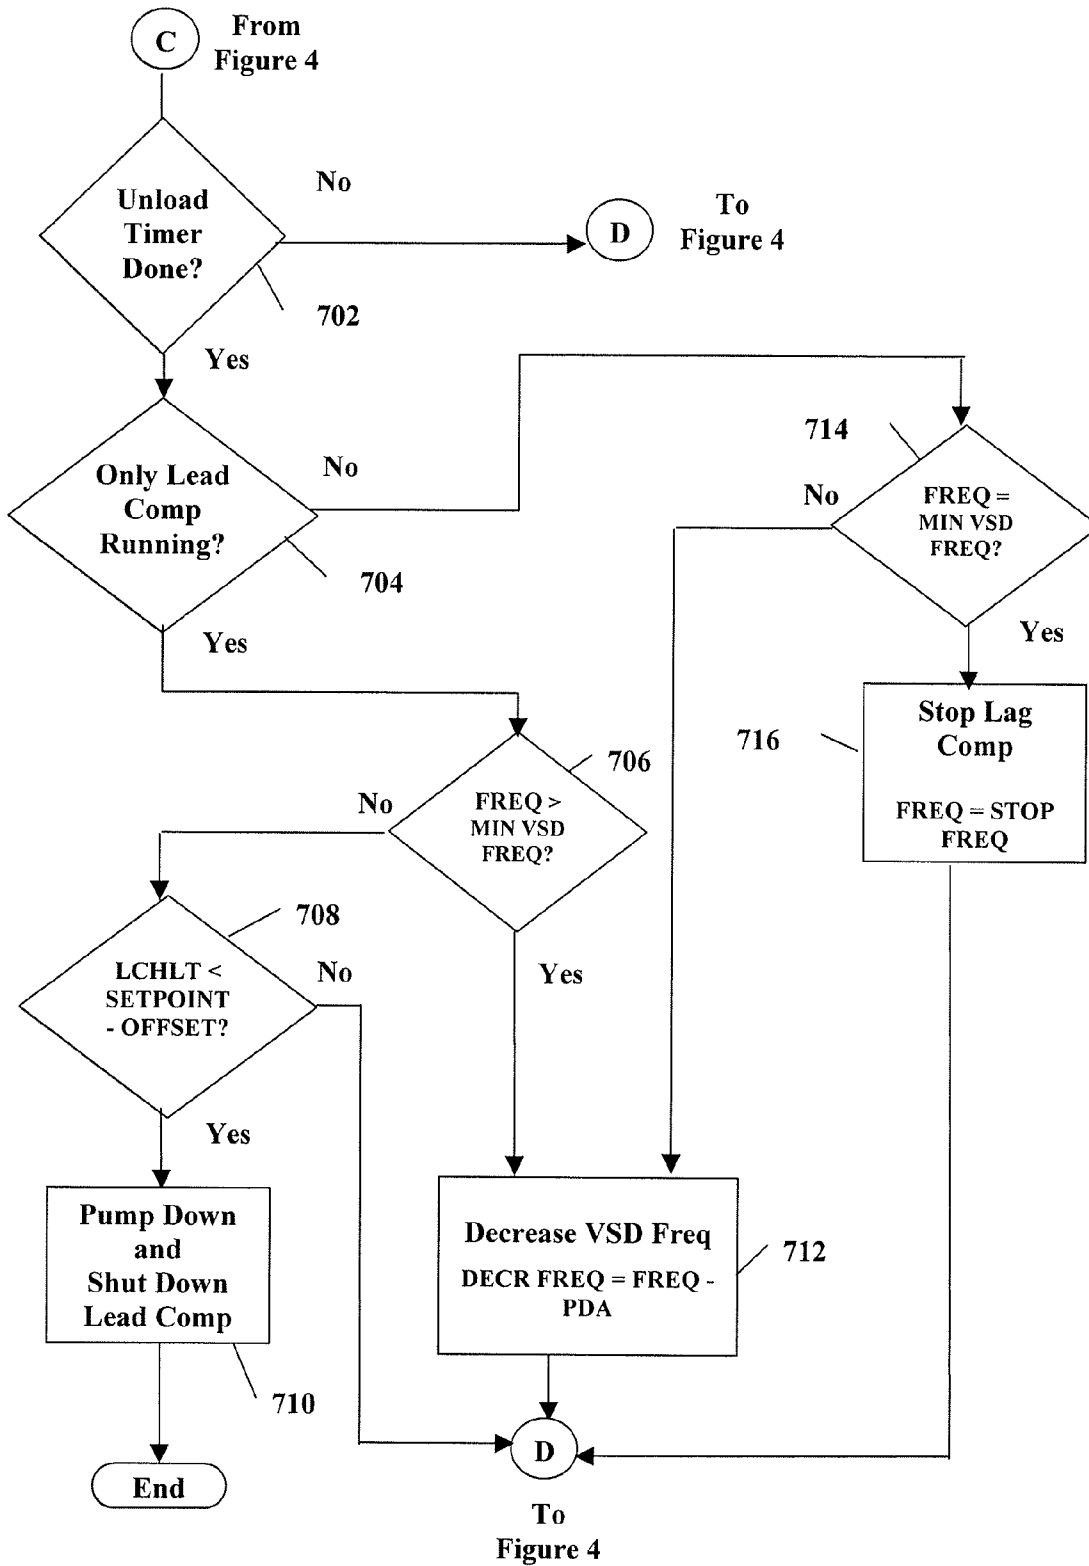 C
From
Figure 4
Unload
Timer
Done?
No
D
To
Figure 4
702
Yes
Only Lead
Comp
Running?
No
704
Yes
714
No
FREQ =
MIN VSD
FREQ?
Yes
716
Stop Lag
Comp
FREQ = STOP
FREQ
706
No
FREQ >
MIN VSD
FREQ?
Yes
708
LCHLT <
SETPOINT
- OFFSET?
No
Yes
Pump Down
and
Shut Down
Lead Comp
710
End
Decrease VSD Freq
DECR FREQ = FREQ -
PDA
712
D
To
Figure 4